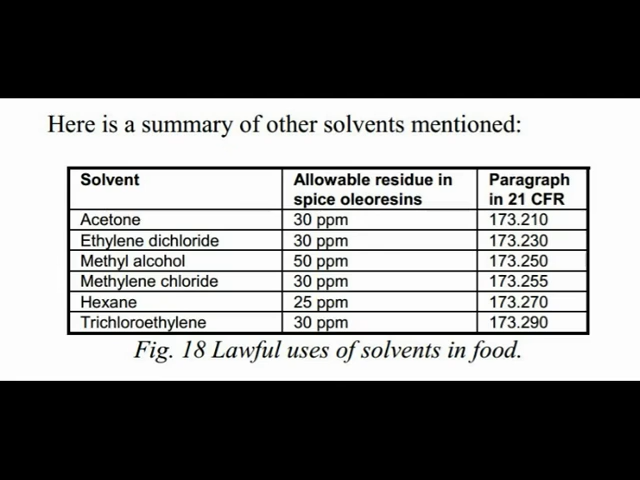 Here is a summary of other solvents mentioned:
Solvent Allowable residue in spice oleoresins Paragraph in 21 CFR
Acetone 30 ppm 173.210
Ethylene dichloride 30 ppm 173.230
Methyl alcohol 50 ppm 173.250
Methylene chloride 30 ppm 173.255
Hexane 25 ppm 173.270
Trichloroethylene 30 ppm 173.290
Fig. 18 Lawful uses of solvents in food.